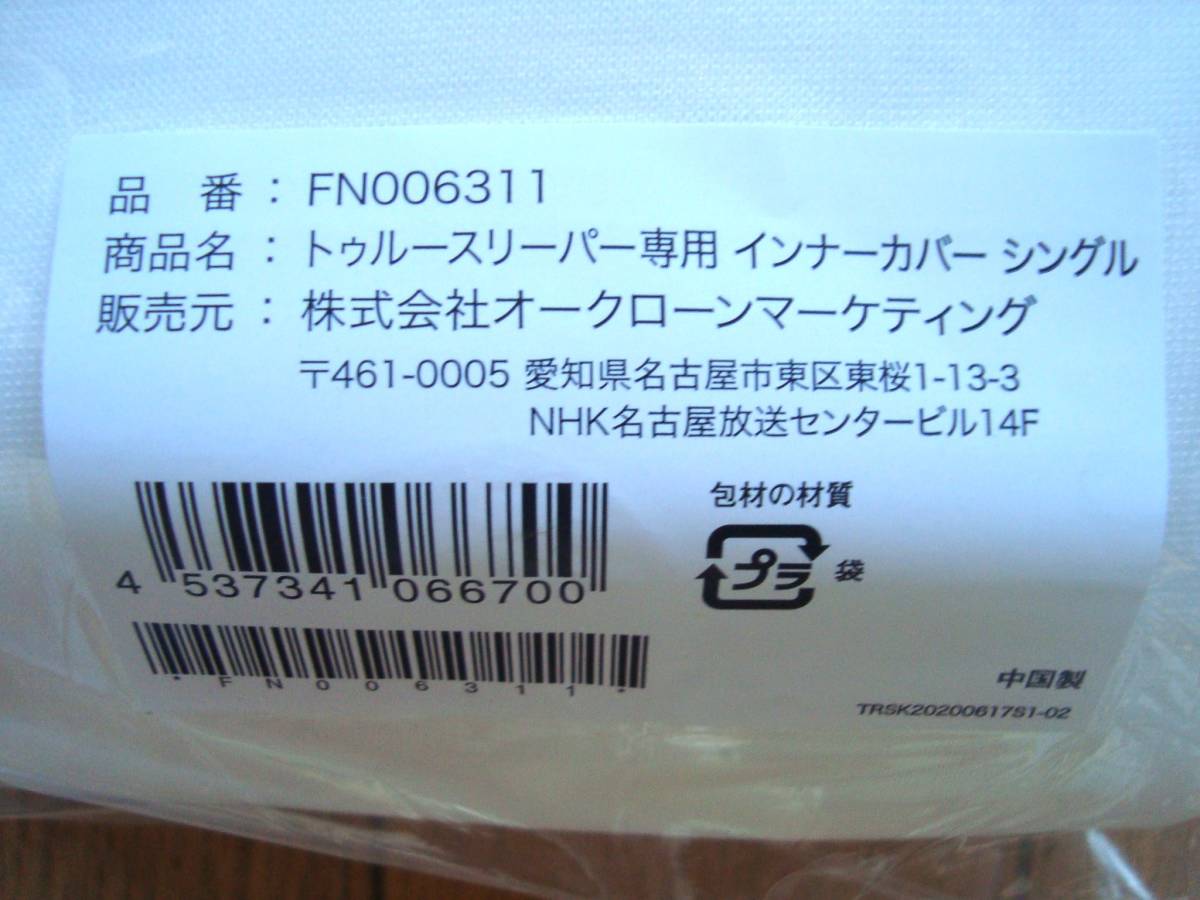 品 番 : FN006311
商品名 : トゥルースリーパー専用 インナーカバー シングル
販売元 : 株式会社オークローンマーケティング
〒461-0005 愛知県名古屋市東区東桜1-13-3
NHK名古屋放送センタービル14F
包材の材質
プラ 袋
4 537341 066700
*FN006311*
中国製
TRSK20200617S1-02